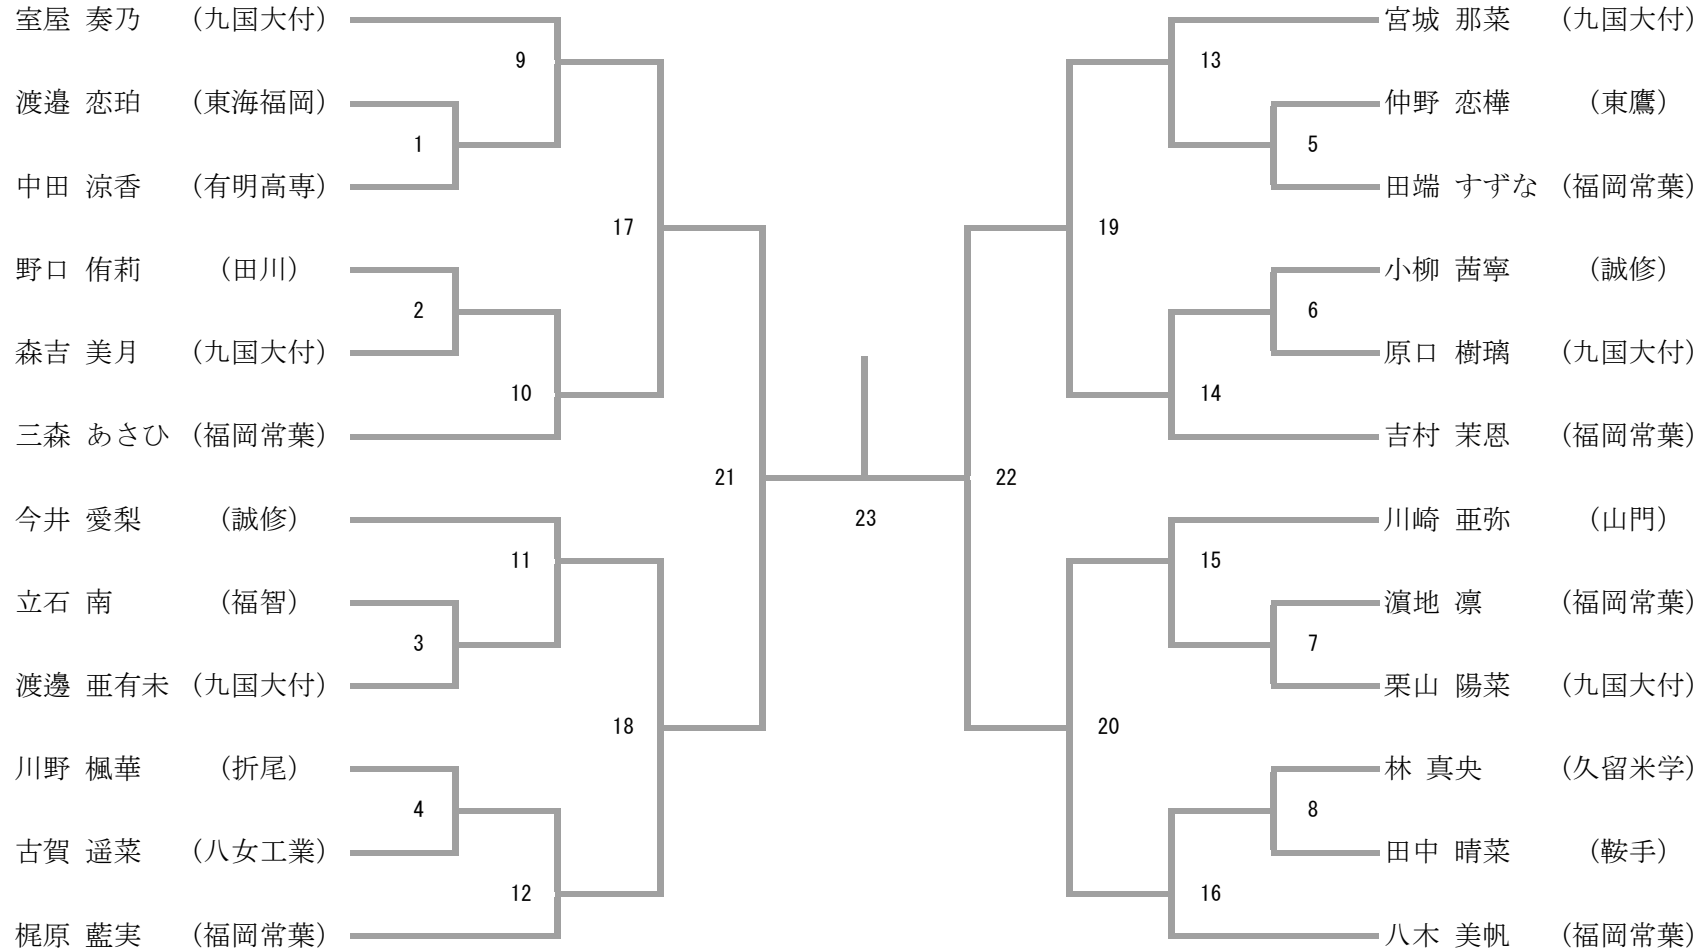 室屋 奏乃 （九国大付）
9
渡邉 恋珀 （東海福岡）
1
中田 涼香 （有明高専）
17
野口 侑莉 （田川）
2
森吉 美月 （九国大付）
10
三森 あさひ （福岡常葉）
21
今井 愛梨 （誠修）
11
立石 南 （福智）
3
渡邊 亜有未 （九国大付）
18
川野 楓華 （折尾）
4
古賀 遥菜 （八女工業）
12
梶原 藍実 （福岡常葉）
23
宮城 那菜 （九国大付）
13
仲野 恋樺 （東鷹）
5
田端 すずな （福岡常葉）
19
小柳 茜寧 （誠修）
6
原口 樹璃 （九国大付）
14
吉村 茉恩 （福岡常葉）
22
川崎 亜弥 （山門）
15
濵地 凛 （福岡常葉）
7
栗山 陽菜 （九国大付）
20
林 真央 （久留米学）
8
田中 晴菜 （鞍手）
16
八木 美帆 （福岡常葉）